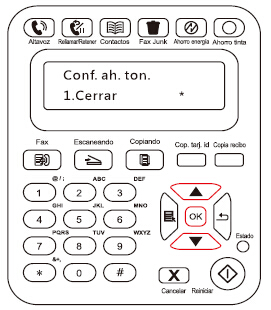 Altavoz Rellamar/Retener Contactos Fax Junk Ahorro energía Ahorro tinta
Conf. ah. ton.
1.Cerrar *
Fax Escaneando Copiando Cop. tarj. id Copia recibo
@ / ; ABC DEF
1 2 3
GHI JKL MNO
4 5 6
OK
PQRS TUV WXYZ
7 8 9
Estado
&+,
* 0 #
X
Cancelar Reiniciar